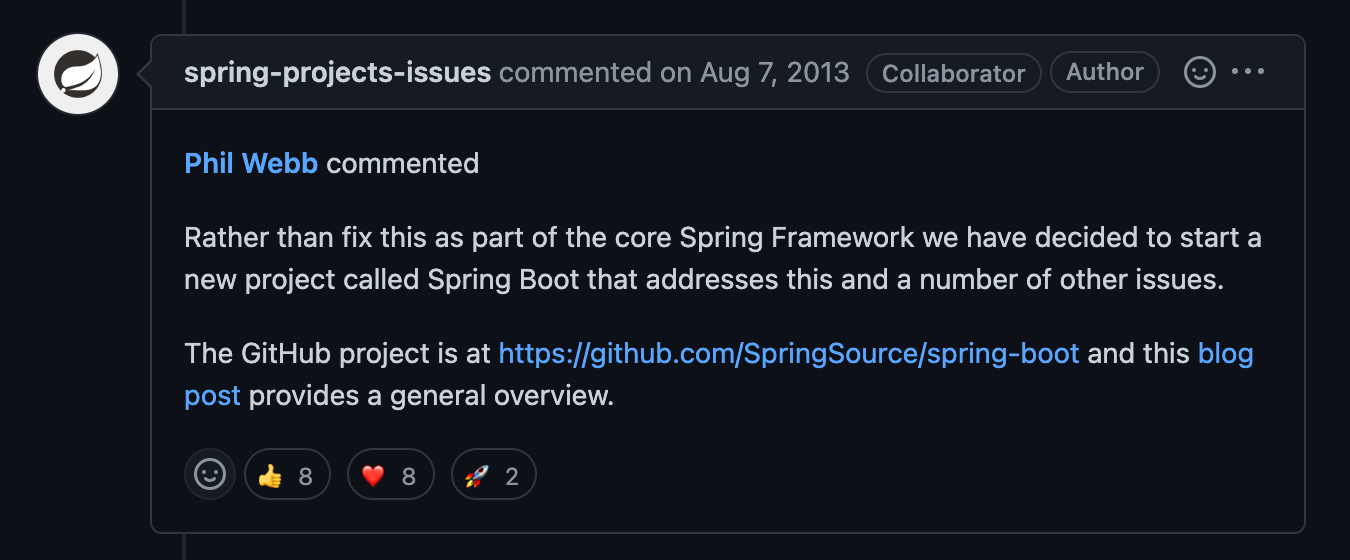 spring-projects-issues commented on Aug 7, 2013 Collaborator Author
Phil Webb commented
Rather than fix this as part of the core Spring Framework we have decided to start a
new project called Spring Boot that addresses this and a number of other issues.
The GitHub project is at https://github.com/SpringSource/spring-boot and this blog
post provides a general overview.
👍 8 ❤️ 8 🚀 2